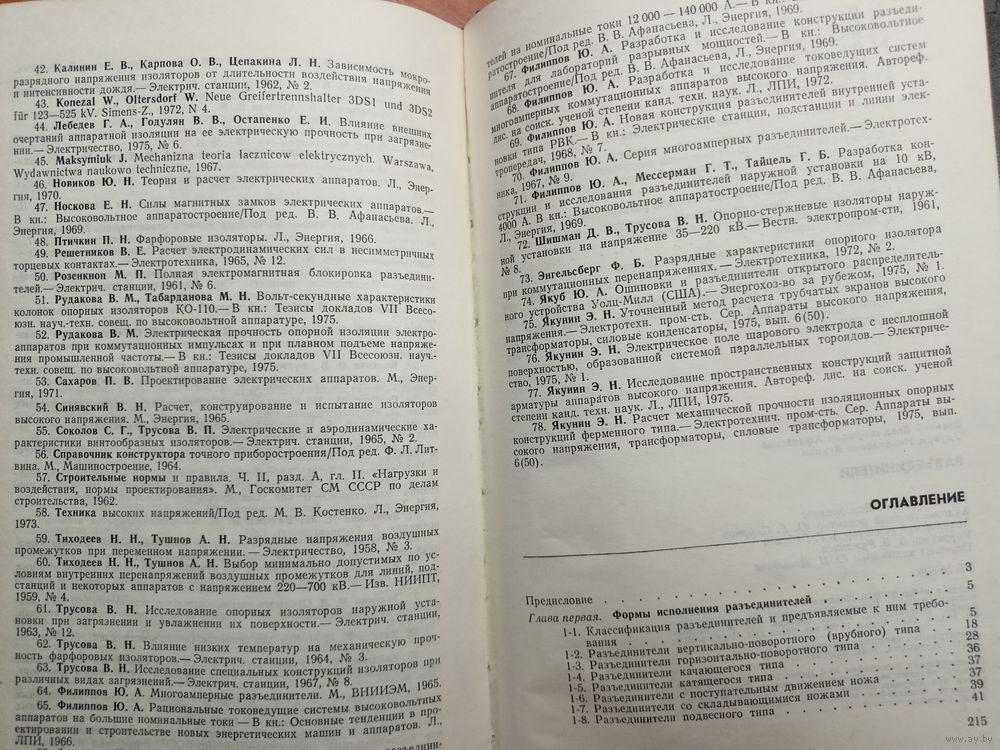 42. Калинин Е. В., Карпова О. В., Цепакина Л. Н. Зависимость мокро-
разрядного напряжения изоляторов от длительности воздействия напряжения
и интенсивности дождя.— Электрич. станции, 1962, № 2.
43. Konezal W., Oltersdorf W. Neue Greifertrennshalter 3DS1 und 3DS2
für 123—525 kV. Simens-Z., 1972, N 4.
44. Лебедев Г. А., Годулян В. В., Остапенко Е. И. Влияние внешних
очертаний аппаратной изоляции на её электрическую прочность при загрязне-
нии.— Электричество, 1975, № 6.
45. Maksymiuk J. Mechanizna teoria łacznicow elektrycznych. Warszawa,
Wydawnictwa naukowo techniczne, 1967.
46. Новиков Ю. Н. Теория и расчет электрических аппаратов. Л., Энер-
гия, 1970.
47. Носкова Е. Н. Силы магнитных замков электрических аппаратов.—
В кн.: Высоковольтное аппаратостроение/Под ред. В. В. Афанасьева. Л.,
Энергия, 1969.
48. Птичкин П. Н. Фарфоровые изоляторы. Л., Энергия, 1966.
49. Решетников В. Е. Расчет электродинамических сил в несимметричных
торцевых контактах.— Электротехника, 1965, № 12.
50. Розенкноп М. П. Полная электромагнитная блокировка разъедини-
телей.— Электрич. станции, 1961, № 6.
51. Рудакова В. М., Табарданова М. Н. Вольт-секундные характеристики
колонок опорных изоляторов КО-110.— В кн.: Тезисы докладов VII Всесо-
юзн. науч.-техн. совещ. по высоковольтной аппаратуре, 1975.
52. Рудакова В. М. Электрическая прочность опорной изоляции электро-
аппаратов при коммутационных импульсах и при плавном подъеме напряже-
ния промышленной частоты.— В кн.: Тезисы докладов VII Всесоюзн. науч.-
техн. совещ. по высоковольтной аппаратуре, 1975.
53. Сахаров П. В. Проектирование электрических аппаратов. М., Энер-
гия, 1971.
54. Синявский В. Н. Расчет, конструирование и испытание изоляторов
высокого напряжения. М., Энергия, 1965.
55. Соколов С. Г., Трусова В. П. Электрические и аэродинамические ха-
рактеристики винтообразных изоляторов.— Электрич. станции, 1965, № 2.
56. Справочник конструктора точного приборостроения/Под ред. Ф. Л. Лит-
вина. М., Машиностроение, 1964.
57. Строительные нормы и правила. Ч. II, разд. А, гл. II. «Нагрузки и
воздействия, нормы проектирования». М., Госкомитет СМ СССР по делам
строительства, 1962.
58. Техника высоких напряжений/Под ред. М. В. Костенко. Л., Энергия,
1973.
59. Тиходеев Н. Н., Тушнов А. Н. Разрядные напряжения воздушных
промежутков при переменном напряжении. — Электричество, 1958, № 3.
60. Тиходеев Н. Н., Тушнов А. Н. Выбор минимально допустимых по ус-
ловиям внутренних перенапряжений воздушных промежутков для линий, под-
станций и некоторых аппаратов с напряжением 220—700 кВ.— Изв. НИИПТ,
1959, № 4.
61. Трусова В. Н. Исследование опорных изоляторов наружной уста-
новки при загрязнении и увлажнении их поверхности.— Электрич. станции,
1963, № 12.
62. Трусова В. Н. Влияние низких температур на механическую проч-
ность фарфоровых изоляторов.— Электрич. станции, 1964, № 3.
63. Трусова В. Н. Исследование специальных конструкций изоляторов при
различных видах загрязнений.— Электрич. станции, 1967, № 8.
64. Филиппов Ю. А. Многоамперные разъединители. М., ВНИИЭМ, 1965.
65. Филиппов Ю. А. Рациональные токоведущие системы высоковольтных
аппаратов на большие номинальные токи — В кн.: Основные тенденции в про-
ектировании и строительстве новых энергетических машин и аппаратов. Л.,
ЛПИ, 1966.
телей на номинальные токи 12 000 — 140 000 А.— В кн.:
ратостроение/Под ред. В. В. Афанасьева, Л., Энергия, 1969.
67. Филиппов Ю. А. Разработка и исследование конструкции разъеди-
нителя для лабораторий разрывных мощностей.— В кн.: Высоковольтное
аппаратостроение/Под ред. В. В. Афанасьева, Л., Энергия, 1969.
68. Филиппов Ю. А. Разработка и исследование токоведущих систем
многоамперных коммутационных аппаратов высокого напряжения. Автореф.
дис. на соиск. ученой степени канд. техн. наук. Л., ЛПИ, 1972.
69. Филиппов Ю. А. Новая конструкция разъединителей внутренней уста-
новки типа РВК.— В кн.: Электрические станции, подстанции и линии элек-
тропередач, 1968, № 7.
70. Филиппов Ю. А. Серия многоамперных разъединителей.— Электротех-
ника, 1967, № 9.
71. Филиппов Ю. А., Мессерман Г. Т., Тайцель Г. Б. Разработка кон-
струкции и исследования разъединителей наружной установки на 10 кВ,
4000 А. В кн.: Высоковольтное аппаратостроение/Под ред. В. В. Афанасьева,
Л., Энергия, 1969.
72. Шишман Д. В., Трусова В. Н. Опорно-стержневые изоляторы наруж-
ной установки на напряжение 35—220 кВ.— Вестн. электропром-сти, 1961,
№ 8.
73. Энгельсберг Ф. Б. Разрядные характеристики опорного изолятора
при коммутационных перенапряжениях. — Электротехника, 1972, № 2.
74. Якуб Ю. А. Ошиновки и разъединители открытого распределитель-
ного устройства Уолц-Милл (США).— Энергохоз-во за рубежом, 1975, № 1.
75. Якунин Э. Н. Уточненный метод расчета трубчатых экранов высокого
напряжения.— Электротехн. пром-сть. Сер. Аппараты высокого напряжения,
трансформаторы, силовые конденсаторы, 1975, вып. 6(50).
76. Якунин Э. Н. Электрическое поле шарового электрода с несплошной
поверхностью, образованной системой параллельных тороидов.— Электриче-
ство, 1975, № 1.
77. Якунин Э. Н. Исследование пространственных конструкций защитной
арматуры аппаратов высокого напряжения. Автореф. дис. на соиск. ученой
степени канд. техн. наук. Л., ЛПИ, 1975.
78. Якунин Э. Н. Расчет механической прочности изоляционных опорных
конструкций ферменного типа.— Электротехнич. пром-сть. Сер. Аппараты вы-
сокого напряжения, трансформаторы, силовые трансформаторы, 1975, вып.
6(50).
ОГЛАВЛЕНИЕ
Предисловие . . . 3
Глава первая. Формы исполнения разъединителей . . . 5
1-1. Классификация разъединителей и предъявляемые к ним требо-
вания . . . 5
1-2. Разъединители вертикально-поворотного (врубного) типа . . . 18
1-3. Разъединители горизонтально-поворотного типа . . . 28
1-4. Разъединители качающегося типа . . . 36
1-5. Разъединители катящегося типа . . . 37
1-6. Разъединители с поступательным движением ножа . . . 37
1-7. Разъединители со складывающимися ножами . . . 39
1-8. Разъединители подвесного типа . . . 41
215
www.ay.by